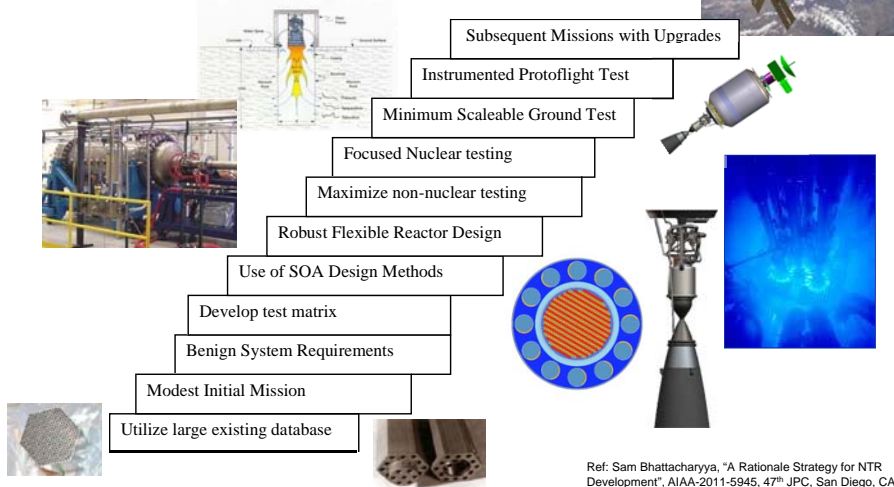 Subsequent Missions with Upgrades
Instrumented Protoflight Test
Minimum Scaleable Ground Test
Focused Nuclear testing
Maximize non-nuclear testing
Robust Flexible Reactor Design
Use of SOA Design Methods
Develop test matrix
Benign System Requirements
Modest Initial Mission
Utilize large existing database
Ref: Sam Bhattacharyya, “A Rationale Strategy for NTR
Development”, AIAA-2011-5945, 47th JPC, San Diego, CA